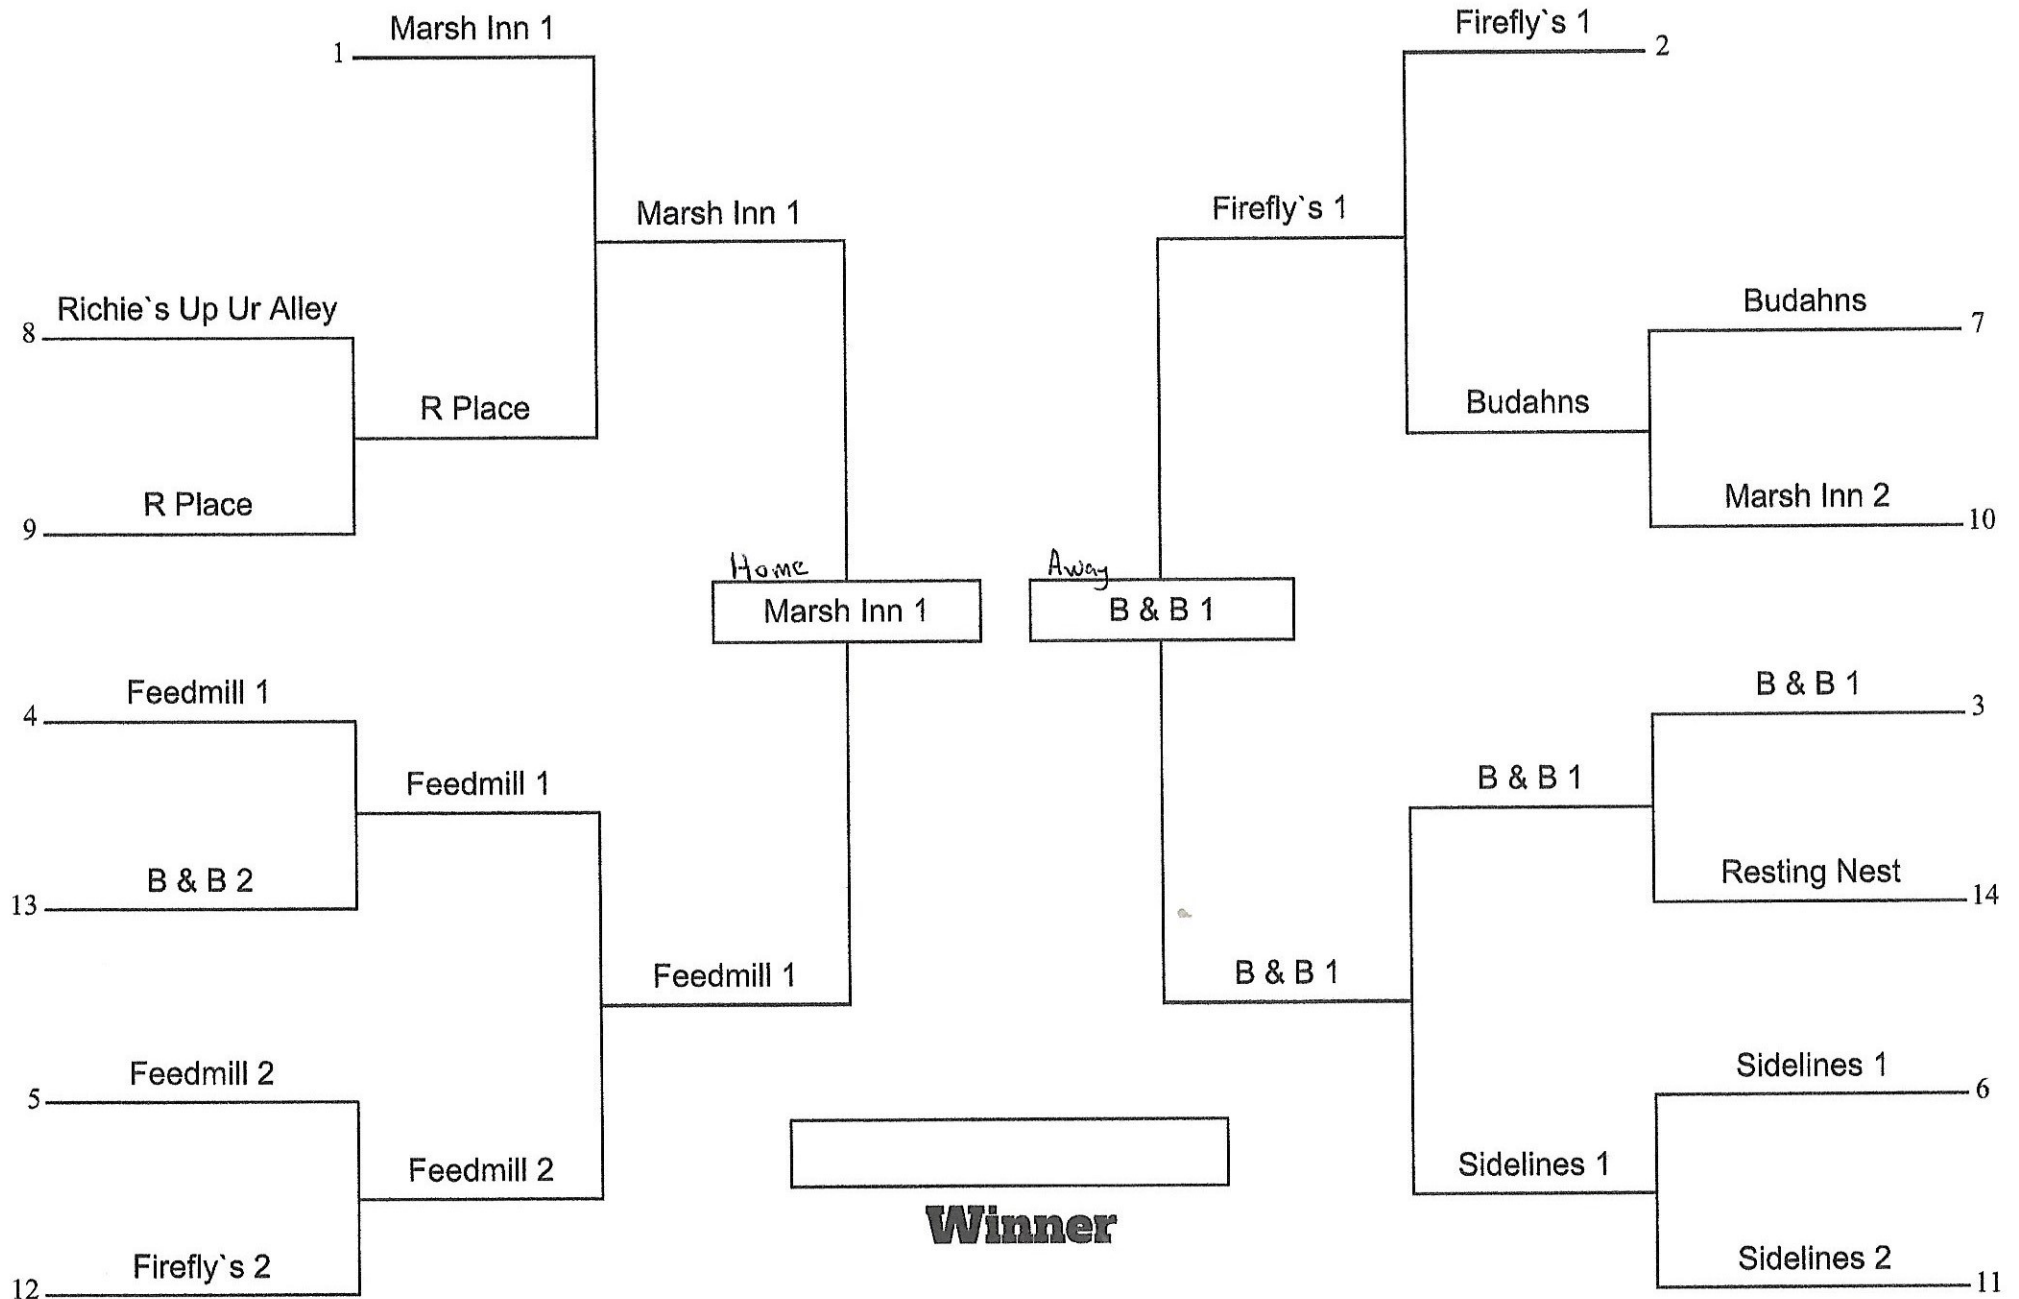 Marsh Inn 1
1
Marsh Inn 1
Richie`s Up Ur Alley
8
R Place
R Place
9
Home
Marsh Inn 1
Feedmill 1
4
Feedmill 1
B & B 2
13
Feedmill 1
Feedmill 2
5
Feedmill 2
Firefly`s 2
12
Firefly`s 1
2
Firefly`s 1
Budahns
7
Budahns
Marsh Inn 2
10
Away
B & B 1
B & B 1
3
B & B 1
Resting Nest
14
B & B 1
Sidelines 1
6
Sidelines 1
Sidelines 2
11
Winner